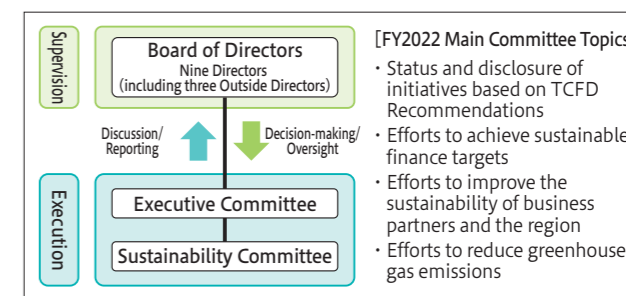 Supervision
Board of Directors
Nine Directors
(including three Outside Directors)
Discussion/
Reporting
Decision-making/
Oversight
Execution
Executive Committee
Sustainability Committee
[FY2022 Main Committee Topics
・Status and disclosure of
initiatives based on TCFD
Recommendations
・Efforts to achieve sustainable
finance targets
・Efforts to improve the
sustainability of business
partners and the region
・Efforts to reduce greenhouse
gas emissions